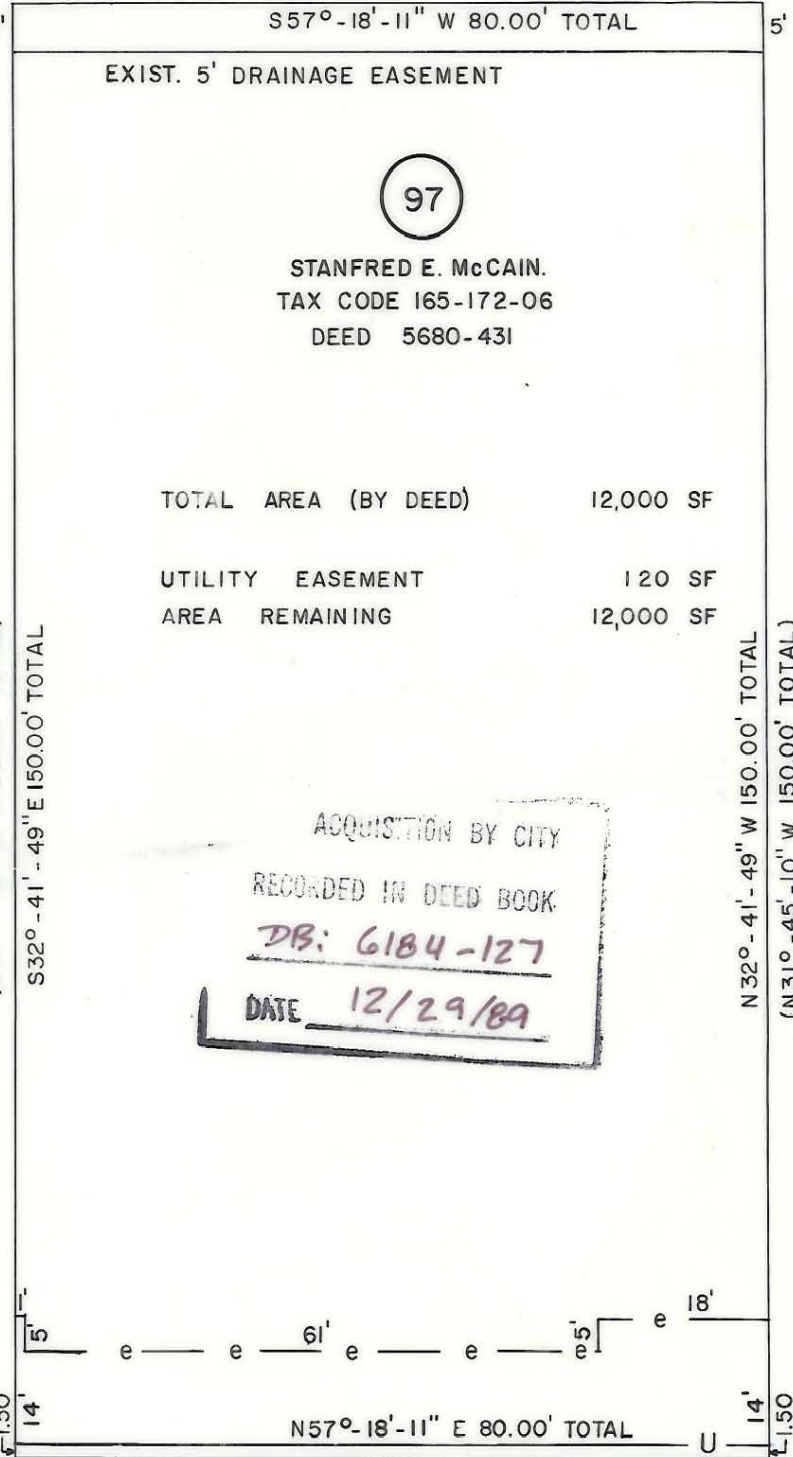 S57°-18'-11" W 80.00' TOTAL
5'
EXIST. 5' DRAINAGE EASEMENT
97
STANFRED E. McCAIN.
TAX CODE 165-172-06
DEED 5680-431
TOTAL AREA (BY DEED) 12,000 SF
UTILITY EASEMENT 120 SF
AREA REMAINING 12,000 SF
S32°-41'-49" E 150.00' TOTAL
N32°-41'-49" W 150.00' TOTAL
(N31°-45'-10" W 150.00' TOTAL)
ACQUISITION BY CITY
RECORDED IN DEED BOOK
DB: 6184-127
DATE 12/29/89
1'
5'
61'
5'
18'
e e e e e e
14'
14'
1.50
1.50
N57°-18'-11" E 80.00' TOTAL
U